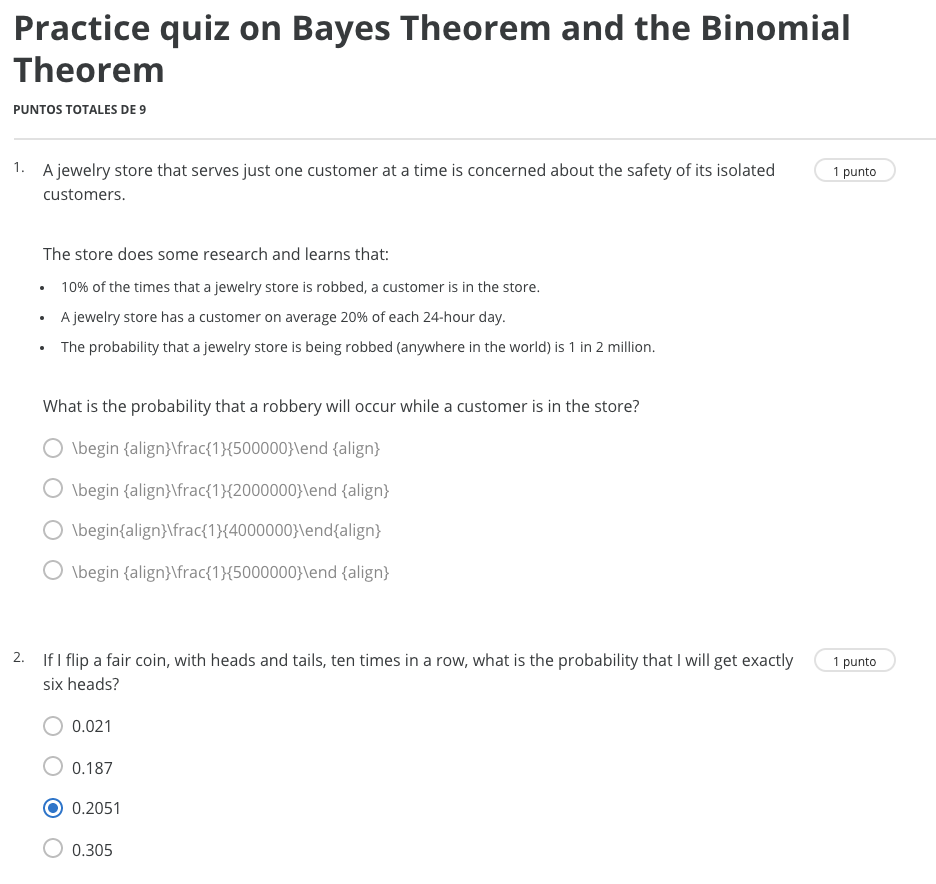 Practice quiz on Bayes Theorem and the Binomial
Theorem
PUNTOS TOTALES DE 9
1. A jewelry store that serves just one customer at a time is concerned about the safety of its isolated
customers.
1 punto
The store does some research and learns that:
• 10% of the times that a jewelry store is robbed, a customer is in the store.
• A jewelry store has a customer on average 20% of each 24-hour day.
• The probability that a jewelry store is being robbed (anywhere in the world) is 1 in 2 million.
What is the probability that a robbery will occur while a customer is in the store?
\begin {align}\frac{1}{500000}\end {align}
\begin {align}\frac{1}{2000000}\end {align}
\begin{align}\frac{1}{4000000}\end{align}
\begin {align}\frac{1}{5000000}\end {align}
2. If I flip a fair coin, with heads and tails, ten times in a row, what is the probability that I will get exactly
six heads?
1 punto
0.021
0.187
0.2051
0.305